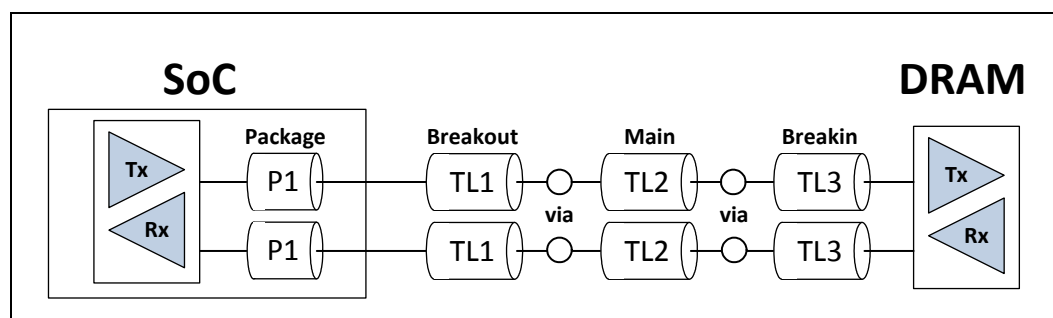 SoC DRAM
Package Breakout Main Breakin
Tx P1 TL1 TL2 TL3 Tx
via via
Rx P1 TL1 TL2 TL3 Rx